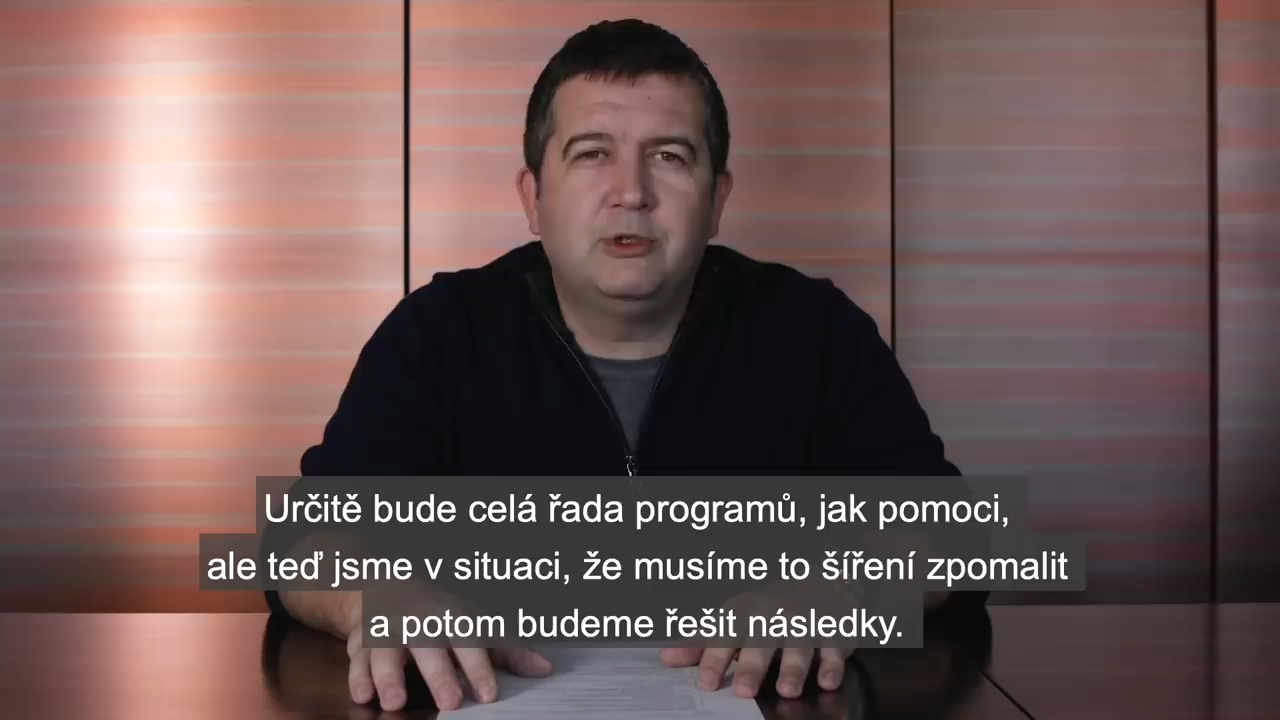 Určitě bude celá řada programů, jak pomoci,
ale teď jsme v situaci, že musíme to šíření zpomalit
a potom budeme řešit následky.